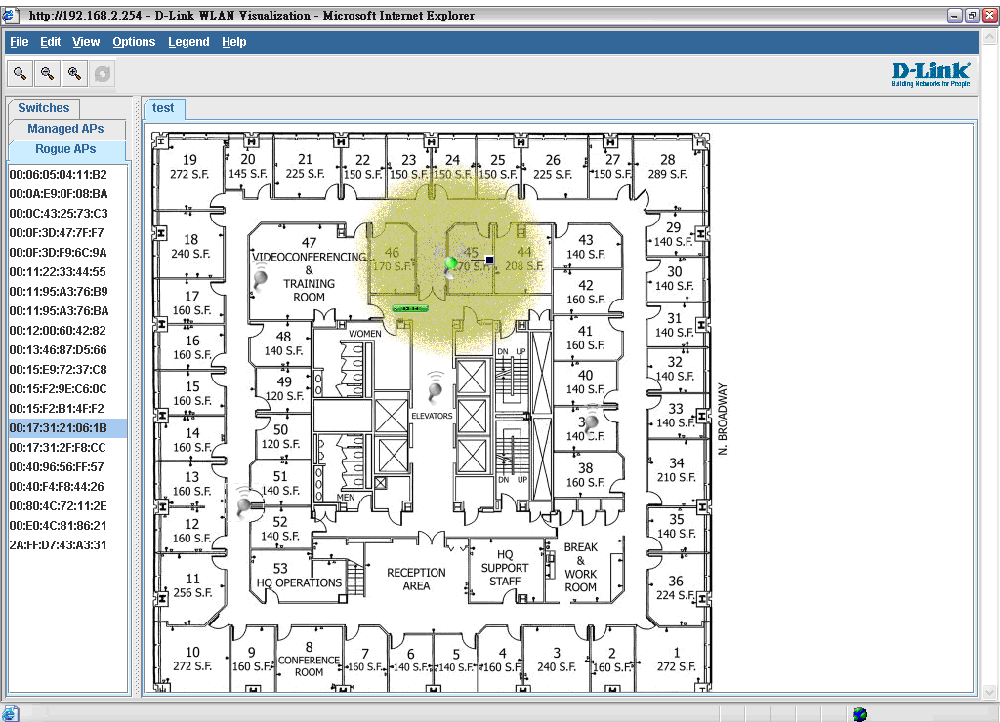 http://192.168.2.254 - D-Link WLAN Visualization - Microsoft Internet Explorer
File Edit View Options Legend Help
D-Link
Building Networks for People
Switches
Managed APs
Rogue APs
test
00:06:05:04:11:B2
00:0A:E9:0F:08:BA
00:0C:43:25:73:C3
00:0F:3D:47:7F:F7
00:0F:3D:F9:6C:9A
00:11:22:33:44:55
00:11:95:A3:76:B9
00:11:95:A3:76:BA
00:12:00:60:42:82
00:13:46:87:D5:66
00:15:E9:72:37:C8
00:15:F2:9E:C6:0C
00:15:F2:B1:4F:F2
00:17:31:21:06:1B
00:17:31:2F:F8:CC
00:40:96:56:FF:57
00:40:F4:F8:44:26
00:80:4C:72:11:2E
00:E0:4C:81:86:21
2A:FF:D7:43:A3:31
19
272 S.F.
20
145 S.F.
21
225 S.F.
22
150 S.F.
23
150 S.F.
24
150 S.F.
25
150 S.F.
26
225 S.F.
27
150 S.F.
28
289 S.F.
18
240 S.F.
47
VIDEOCONFERENCING
&
TRAINING
ROOM
46
170 S.F.
45
170 S.F.
44
208 S.F.
43
140 S.F.
29
140 S.F.
17
160 S.F.
42
160 S.F.
30
140 S.F.
16
160 S.F.
48
140 S.F.
WOMEN
DN UP
41
160 S.F.
31
140 S.F.
15
160 S.F.
49
120 S.F.
40
140 S.F.
32
140 S.F.
14
160 S.F.
50
120 S.F.
ELEVATORS
140 S.F.
33
140 S.F.
N. BROADWAY
13
160 S.F.
51
140 S.F.
MEN
DN UP
38
160 S.F.
34
210 S.F.
12
160 S.F.
52
140 S.F.
35
140 S.F.
11
256 S.F.
53
HQ OPERATIONS
RECEPTION
AREA
HQ
SUPPORT
STAFF
BREAK
&
WORK
ROOM
36
224 S.F.
10
272 S.F.
9
160 S.F.
8
CONFERENCE
ROOM
7
160 S.F.
6
140 S.F.
5
140 S.F.
4
160 S.F.
3
240 S.F.
2
160 S.F.
1
272 S.F.